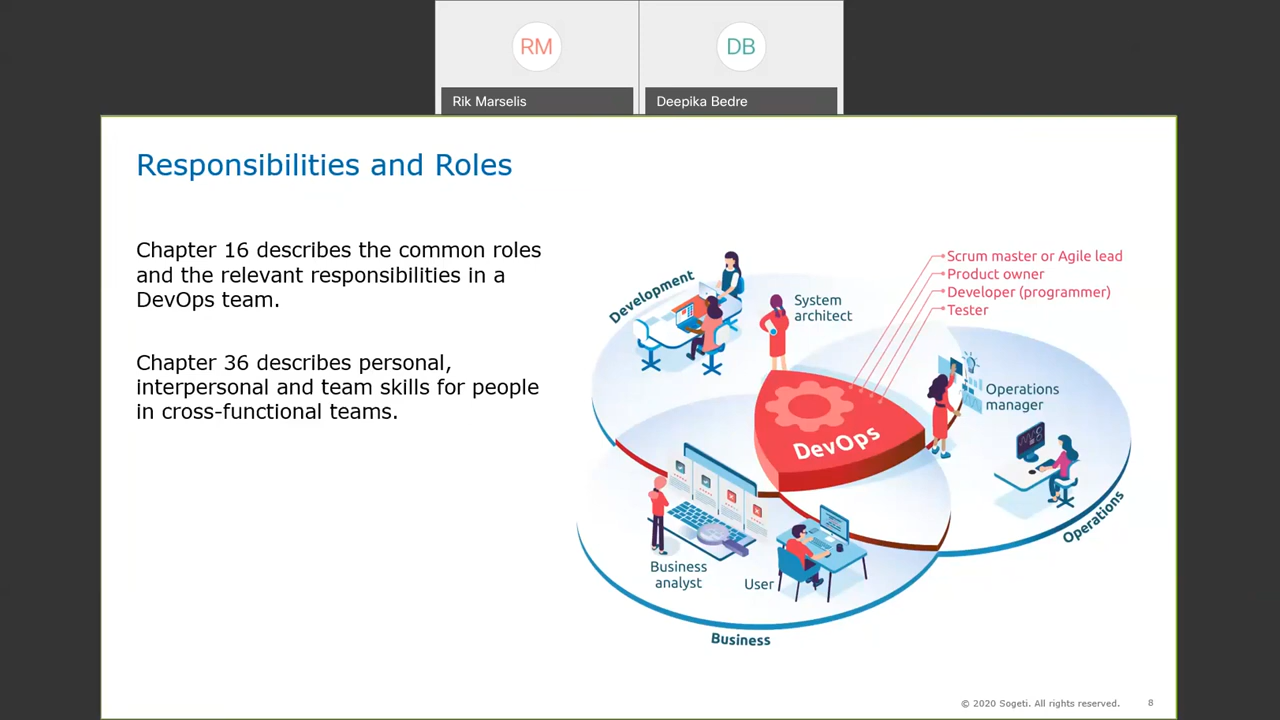 RM
DB
Rik Marselis
Deepika Bedre
Responsibilities and Roles
Chapter 16 describes the common roles
and the relevant responsibilities in a
DevOps team.
Chapter 36 describes personal,
interpersonal and team skills for people
in cross-functional teams.
Development
System
architect
Scrum master or Agile lead
Product owner
Developer (programmer)
Tester
Operations
manager
DevOps
Operations
Business
analyst
User
Business
© 2020 Sogeti. All rights reserved.
8